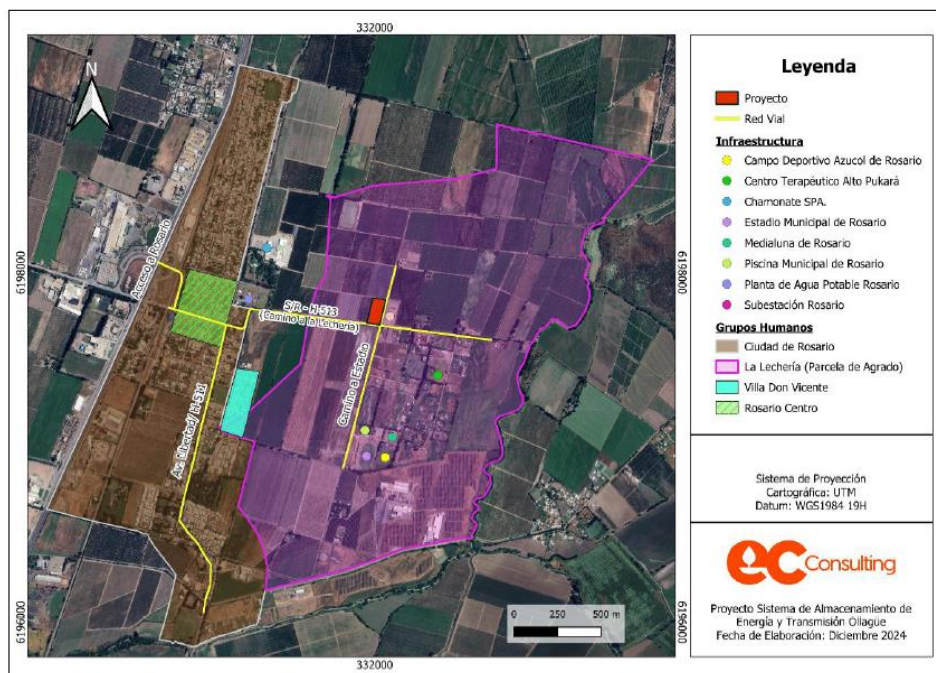 332000
N
6198000
6198000
Acceso a Rosario
S/R - H-513
(Camino a la Lechería)
Camino a Estadio
Av. Libertad/ H-511
6196000
6196000
0 250 500 m
332000
Leyenda
Proyecto
Red Vial
Infraestructura
Campo Deportivo Azucol de Rosario
Centro Terapéutico Alto Pukará
Chamonate SPA.
Estadio Municipal de Rosario
Medialuna de Rosario
Piscina Municipal de Rosario
Planta de Agua Potable Rosario
Subestación Rosario
Grupos Humanos
Ciudad de Rosario
La Lechería (Parcela de Agrado)
Villa Don Vicente
Rosario Centro
Sistema de Proyección
Cartográfica: UTM
Datum: WGS1984 19H
ec Consulting
Proyecto Sistema de Almacenamiento de
Energía y Transmisión Ollagüe
Fecha de Elaboración: Diciembre 2024